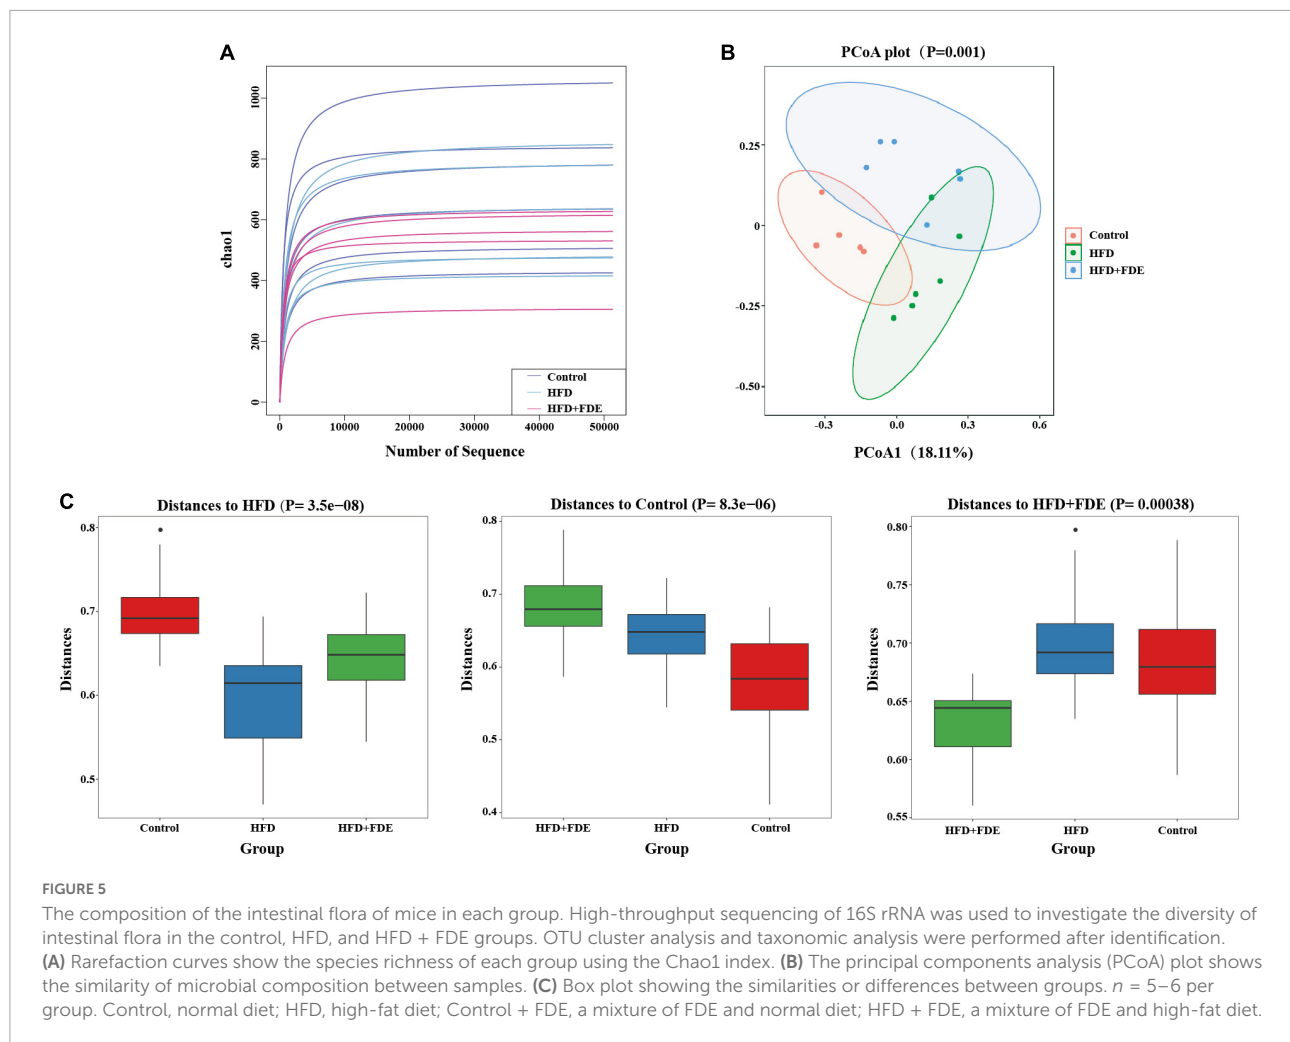 A
chao1
1000
800
600
400
200
0
0 10000 20000 30000 40000 50000
Number of Sequence
Control
HFD
HFD+FDE
B
PCoA plot（P=0.001)
0.25
0
-0.25
-0.50
-0.3 0.0 0.3 0.6
PCoA1（18.11%)
Control
HFD
HFD+FDE
C
Distances to HFD (P= 3.5e−08)
Distances
0.8
0.7
0.6
0.5
Control HFD HFD+FDE
Group
Distances to Control (P= 8.3e−06)
Distances
0.8
0.7
0.6
0.5
0.4
HFD+FDE HFD Control
Group
Distances to HFD+FDE (P= 0.00038)
Distances
0.80
0.75
0.70
0.65
0.60
0.55
HFD+FDE HFD Control
Group
FIGURE 5
The composition of the intestinal flora of mice in each group. High-throughput sequencing of 16S rRNA was used to investigate the diversity of
intestinal flora in the control, HFD, and HFD + FDE groups. OTU cluster analysis and taxonomic analysis were performed after identification.
(A) Rarefaction curves show the species richness of each group using the Chao1 index. (B) The principal components analysis (PCoA) plot shows
the similarity of microbial composition between samples. (C) Box plot showing the similarities or differences between groups. n = 5–6 per
group. Control, normal diet; HFD, high-fat diet; Control + FDE, a mixture of FDE and normal diet; HFD + FDE, a mixture of FDE and high-fat diet.